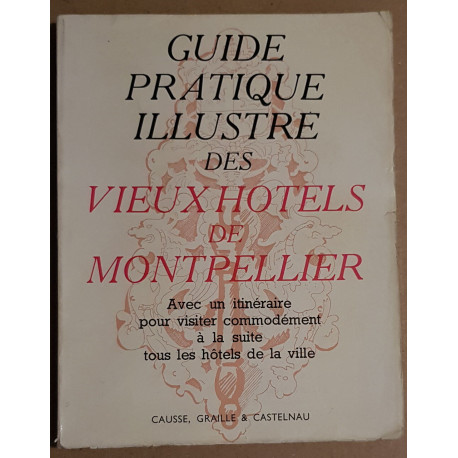 GUIDE
PRATIQUE
ILLUSTRE
DES
VIEUX HOTELS
DE
MONTPELLIER
Avec un itinéraire
pour visiter commodément
à la suite
tous les hôtels de la ville
CAUSSE, GRAILLE & CASTELNAU